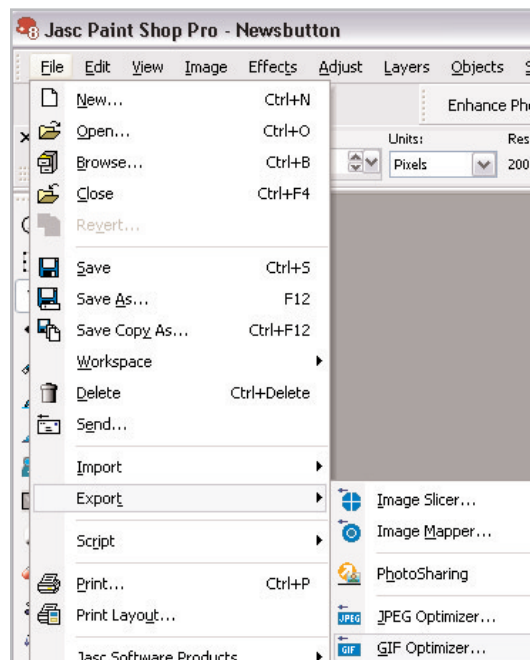 8 Jasc Paint Shop Pro - Newsbutton
File Edit View Image Effects Adjust Layers Objects
Enhance
Units:
Pixels 200
New... Ctrl+N
Open... Ctrl+O
Browse... Ctrl+B
Close Ctrl+F4
Revert...
Save Ctrl+S
Save As... F12
Save Copy As... Ctrl+F12
Workspace
Delete Ctrl+Delete
Send...
Import
Export
Script
Print... Ctrl+P
Print Layout...
Jasc Software Products
Image Slicer...
Image Mapper...
PhotoSharing
JPEG JPEG Optimizer...
GIF GIF Optimizer...